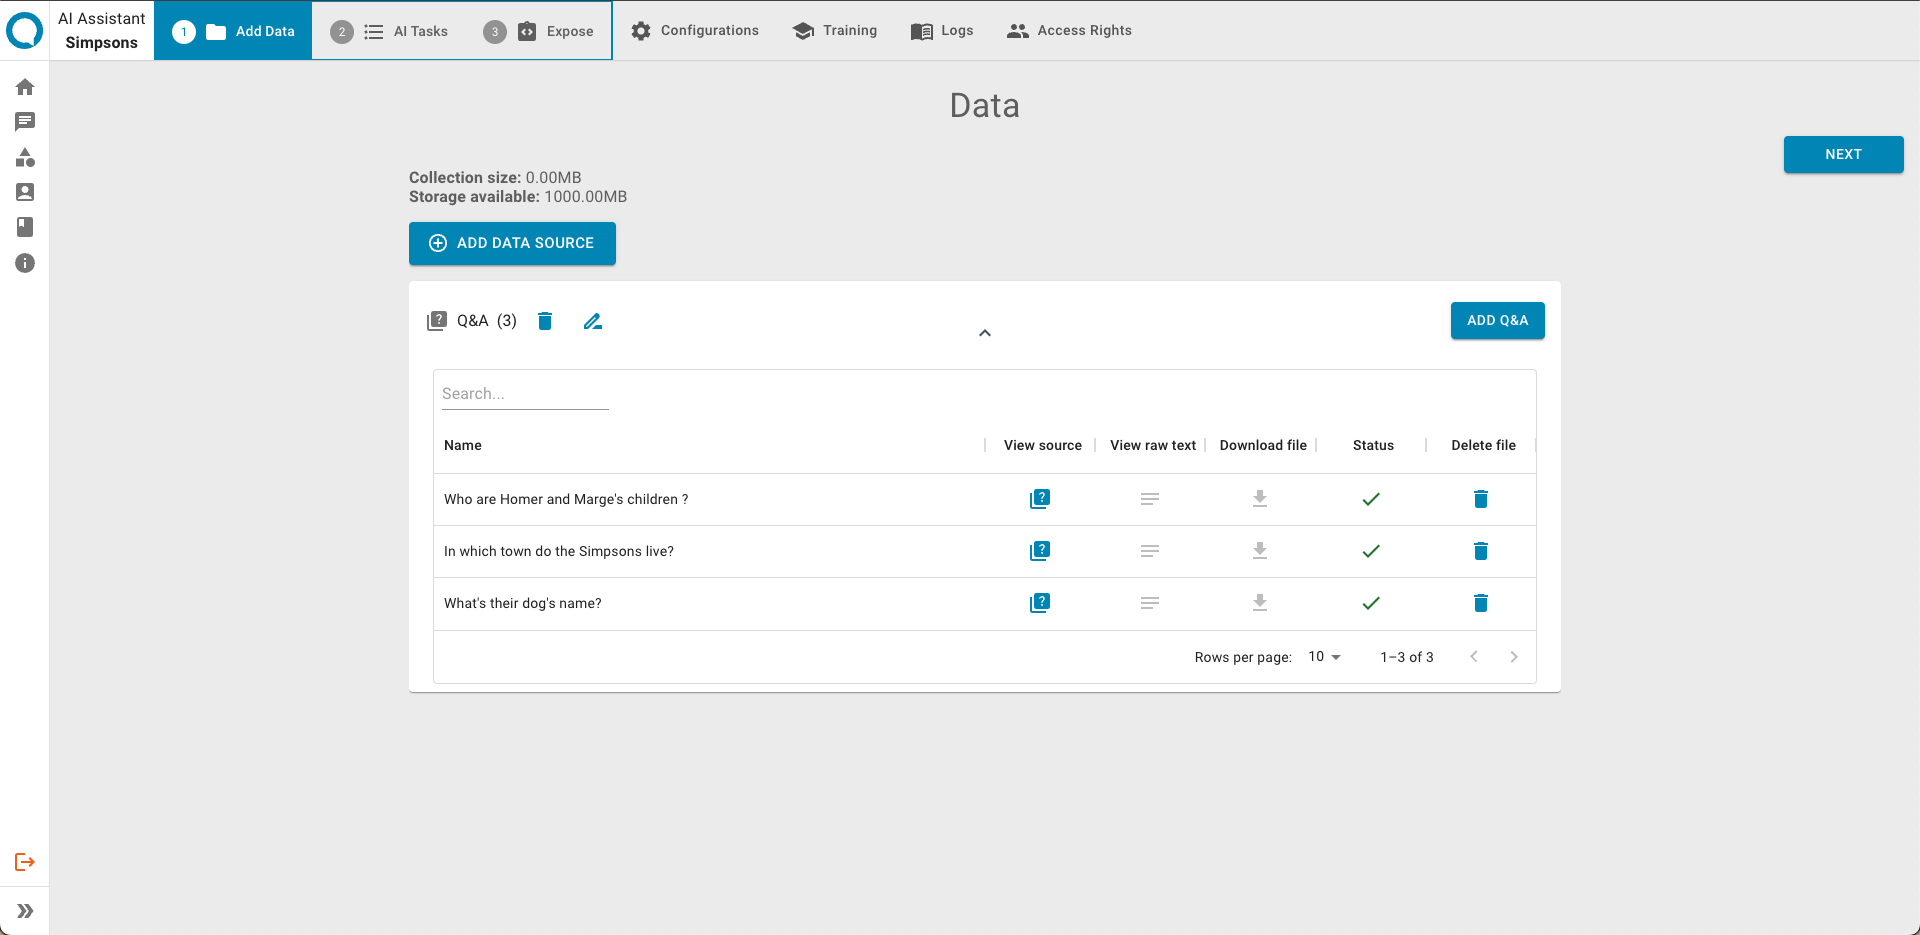 AI Assistant
Simpsons
1 Add Data
2 AI Tasks
3 Expose
Configurations
Training
Logs
Access Rights
Data
NEXT
Collection size: 0.00MB
Storage available: 1000.00MB
ADD DATA SOURCE
? Q&A (3)
ADD Q&A
Search...
Name View source View raw text Download file Status Delete file
Who are Homer and Marge's children ? ?
In which town do the Simpsons live? ?
What's their dog's name? ?
Rows per page: 10 1–3 of 3